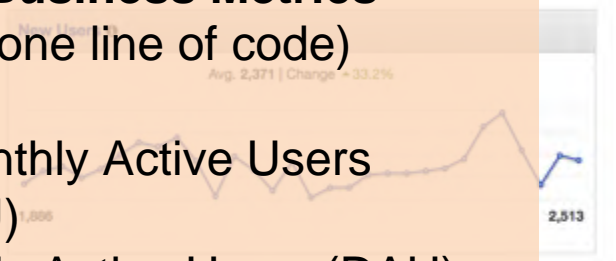 Business Metrics
New Users
one line of code)
Avg. 2,371 | Change 33.2%
nthly Active Users
)
1,886
2,513
Active Users (DAU)